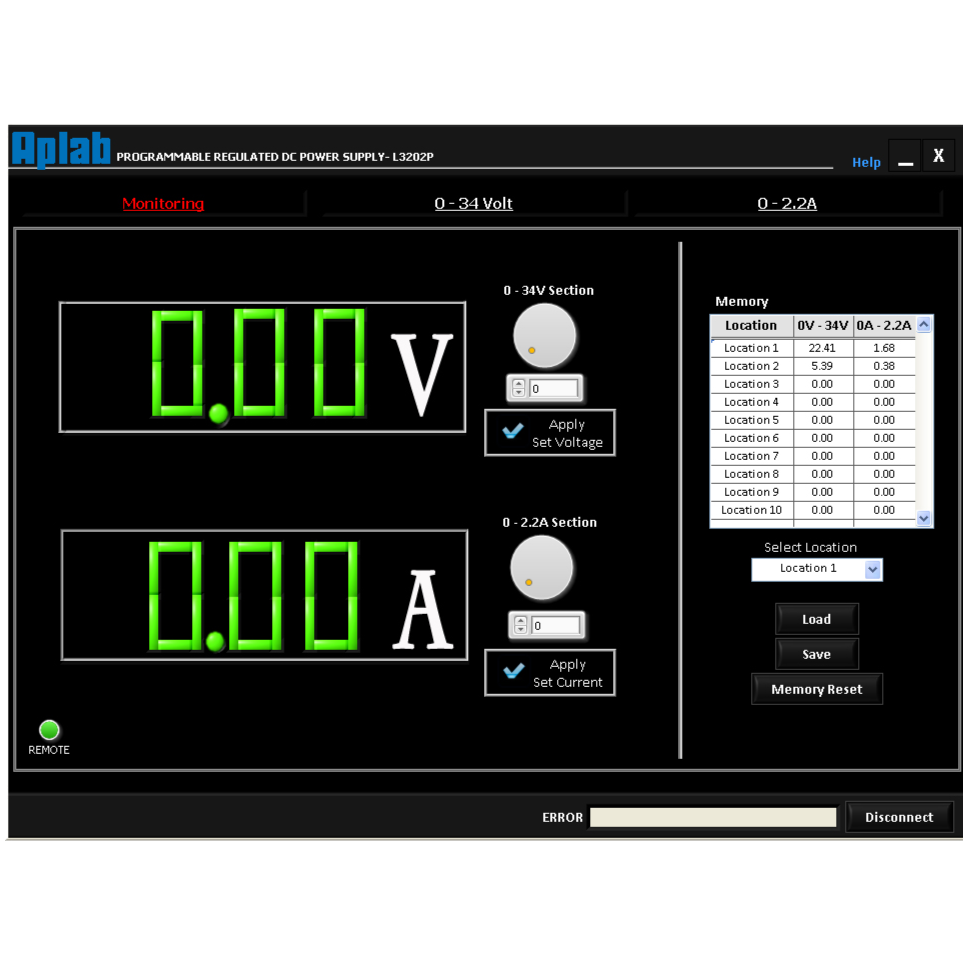 Aplab PROGRAMMABLE REGULATED DC POWER SUPPLY- L3202P
Help X
Monitoring 0 - 34 Volt 0 - 2.2A
0 - 34V Section
0.00 V
0
Apply
Set Voltage
0 - 2.2A Section
0.00 A
0
Apply
Set Current
REMOTE
Memory
Location 0V - 34V 0A - 2.2A
Location 1 22.41 1.68
Location 2 5.39 0.38
Location 3 0.00 0.00
Location 4 0.00 0.00
Location 5 0.00 0.00
Location 6 0.00 0.00
Location 7 0.00 0.00
Location 8 0.00 0.00
Location 9 0.00 0.00
Location 10 0.00 0.00
Select Location
Location 1
Load
Save
Memory Reset
ERROR Disconnect